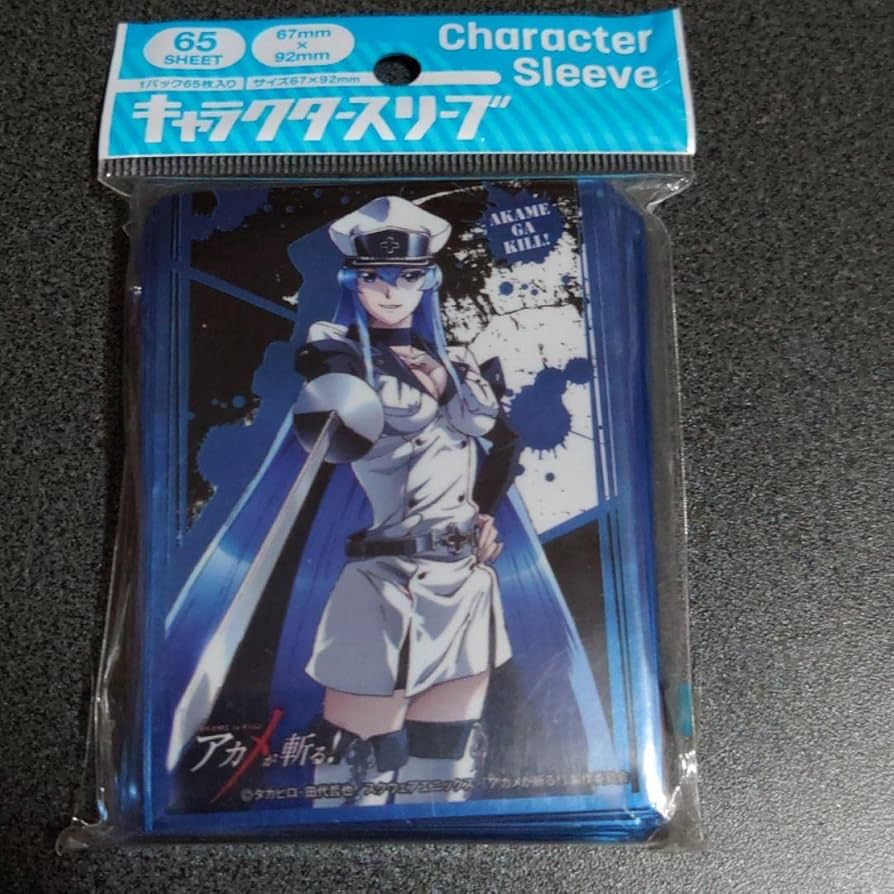 65
SHEET
67mm
×
92mm
Character
Sleeve
1パック65枚入り
サイズ67×92mm
キャラクタースリーブ
AKAME
GA
KILL!
アカメが斬る!
©タカヒロ・田代哲也/スクウェアエニックス・「アカメが斬る!」製作委員会